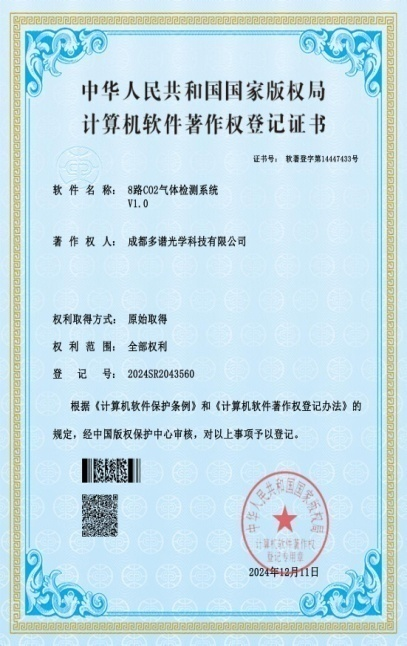 中华人民共和国国家版权局
计算机软件著作权登记证书
证书号： 软著登字第14447433号
软件名称： 8路CO2气体检测系统
V1.0
著作权人： 成都多谱光学科技有限公司
权利取得方式： 原始取得
权利范围： 全部权利
登记号： 2024SR2043560
根据《计算机软件保护条例》和《计算机软件著作权登记办法》的
规定，经中国版权保护中心审核，对以上事项予以登记。
中华人民共和国国家版权局
计算机软件著作权
登记专用章
2024年12月11日